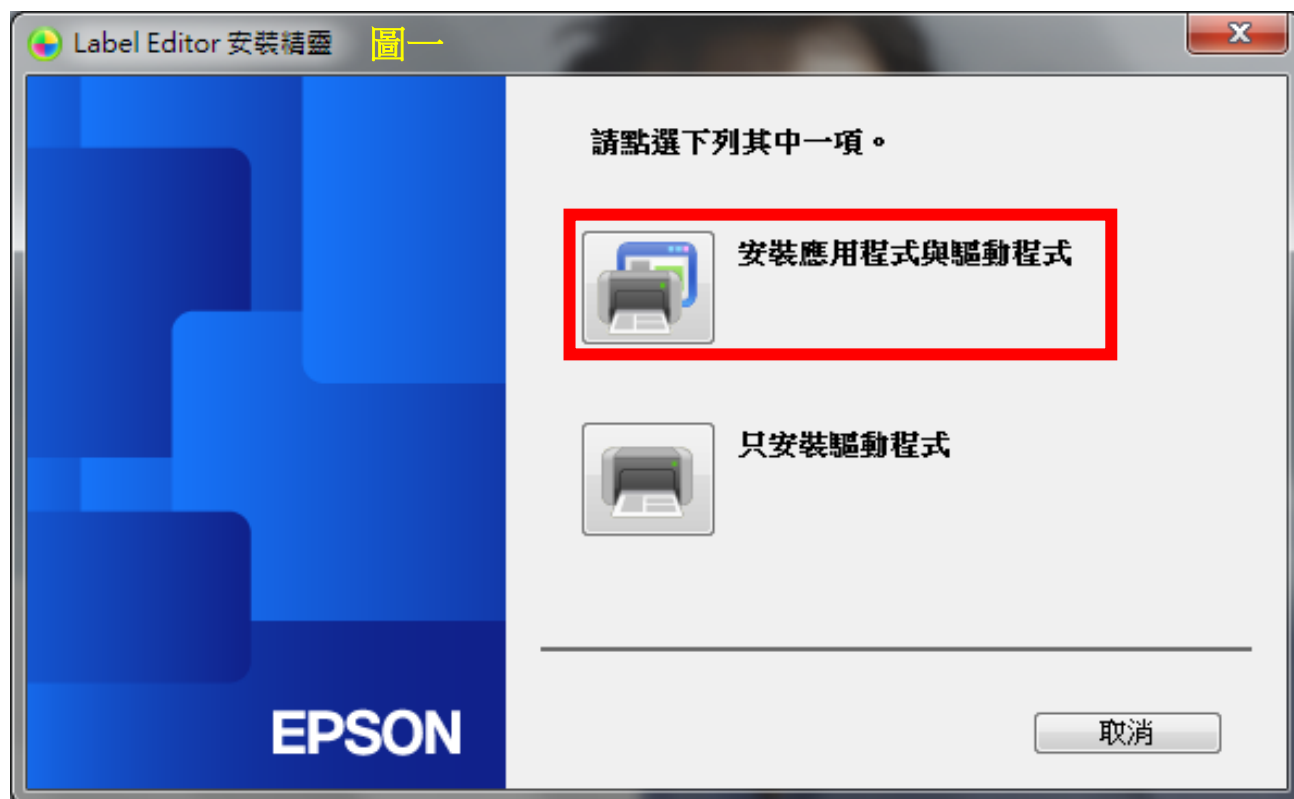 Label Editor 安裝精靈 圖一
請點選下列其中一項。
安裝應用程式與驅動程式
只安裝驅動程式
EPSON
取消